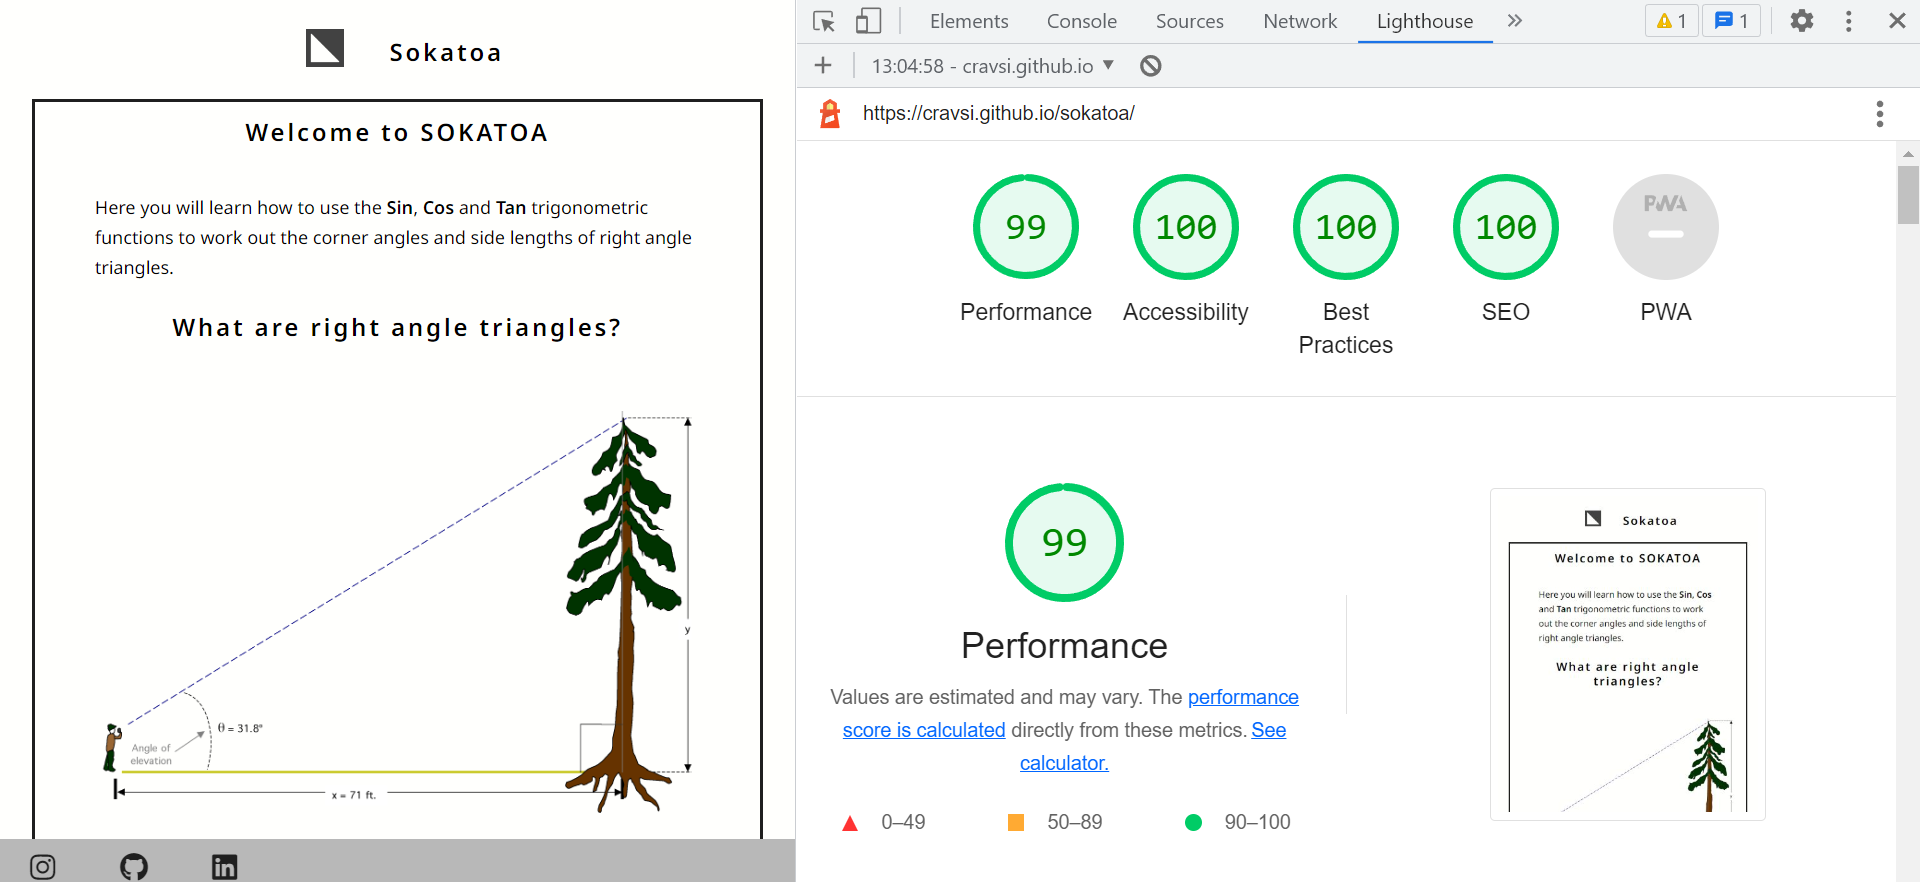 Sokatoa
Welcome to SOKATOA
Here you will learn how to use the Sin, Cos and Tan trigonometric
functions to work out the corner angles and side lengths of right angle
triangles.
What are right angle triangles?
y
θ = 31.8°
Angle of
elevation
x = 71 ft.
Elements Console Sources Network Lighthouse 1 1
13:04:58 - cravsi.github.io
https://cravsi.github.io/sokatoa/
99 100 100 100 PWA
Performance Accessibility Best SEO PWA
Practices
99
Performance
Values are estimated and may vary. The performance
score is calculated directly from these metrics. See
calculator.
0–49 50–89 90–100
Sokatoa
Welcome to SOKATOA
Here you will learn how to use the Sin, Cos
and Tan trigonometric functions to work
out the corner angles and side lengths of
right angle triangles.
What are right angle
triangles?